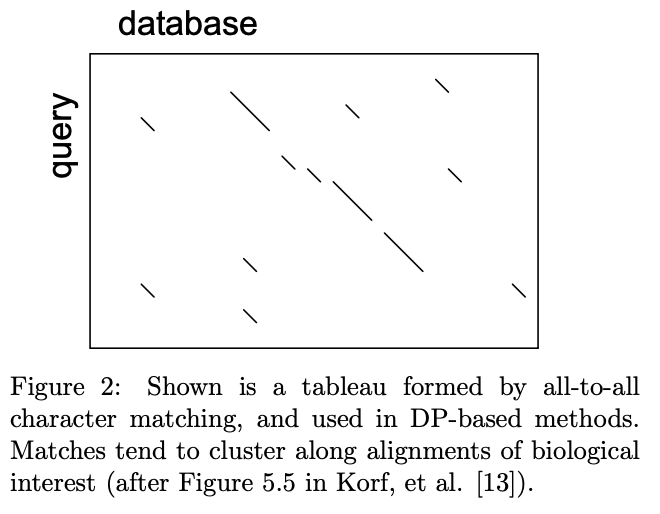 database
query
Figure 2: Shown is a tableau formed by all-to-all
character matching, and used in DP-based methods.
Matches tend to cluster along alignments of biological
interest (after Figure 5.5 in Korf, et al. [13]).